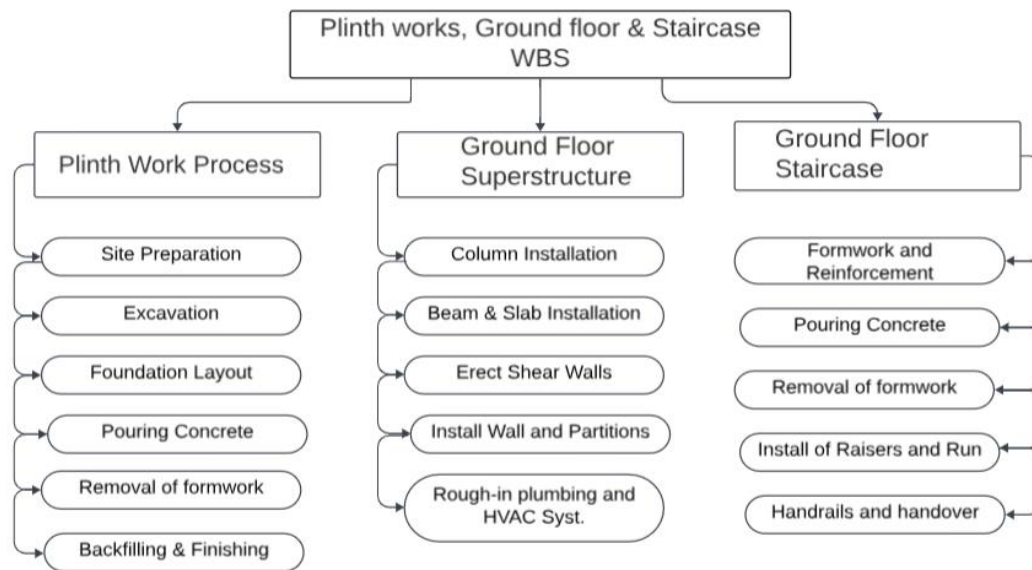 Plinth works, Ground floor & Staircase
WBS
Plinth Work Process
Site Preparation
Excavation
Foundation Layout
Pouring Concrete
Removal of formwork
Backfilling & Finishing
Ground Floor
Superstructure
Column Installation
Beam & Slab Installation
Erect Shear Walls
Install Wall and Partitions
Rough-in plumbing and
HVAC Syst.
Ground Floor
Staircase
Formwork and
Reinforcement
Pouring Concrete
Removal of formwork
Install of Raisers and Run
Handrails and handover